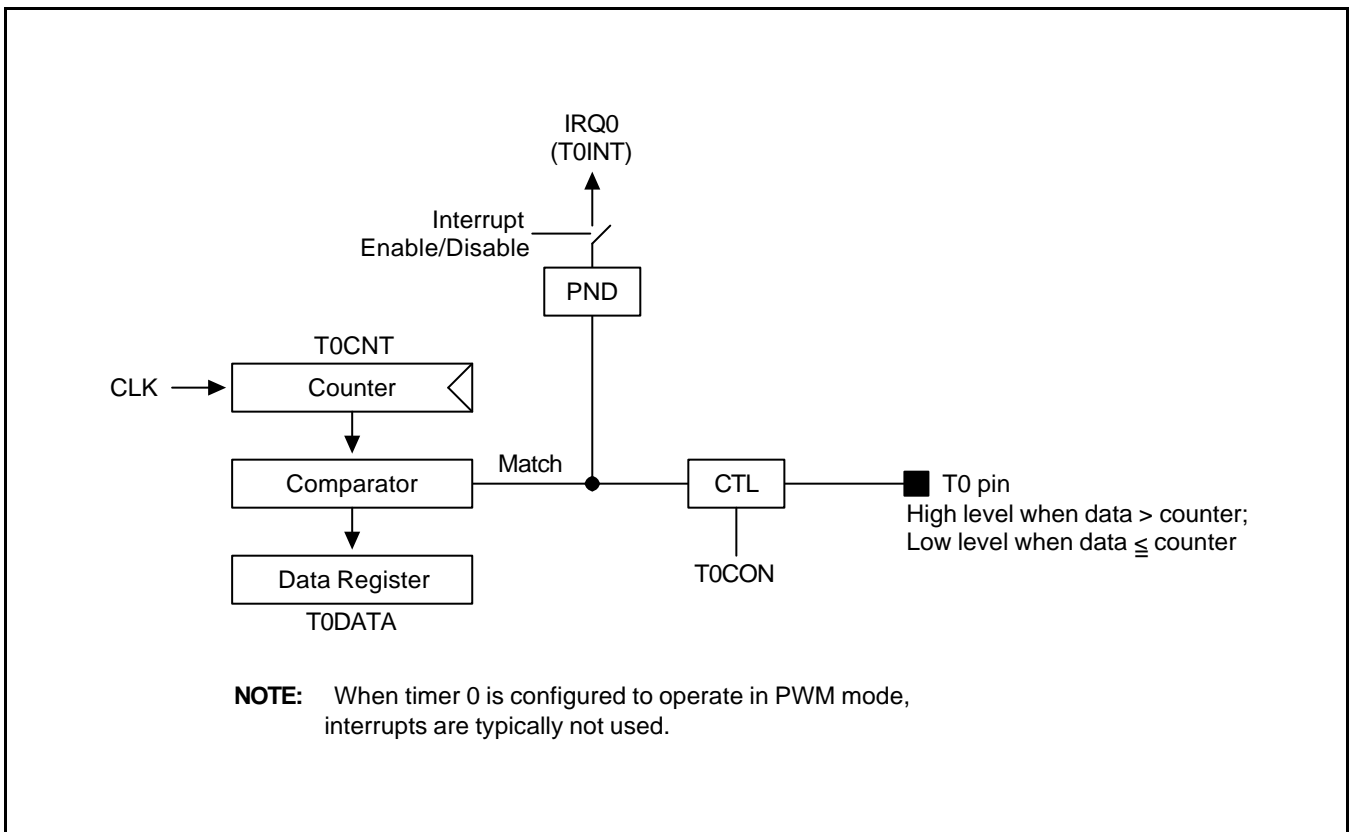 IRQ0
(T0INT)
Interrupt
Enable/Disable
PND
T0CNT
CLK
Counter
Comparator
Match
CTL
T0 pin
High level when data > counter;
Low level when data ≦ counter
Data Register
T0CON
T0DATA
NOTE: When timer 0 is configured to operate in PWM mode,
interrupts are typically not used.